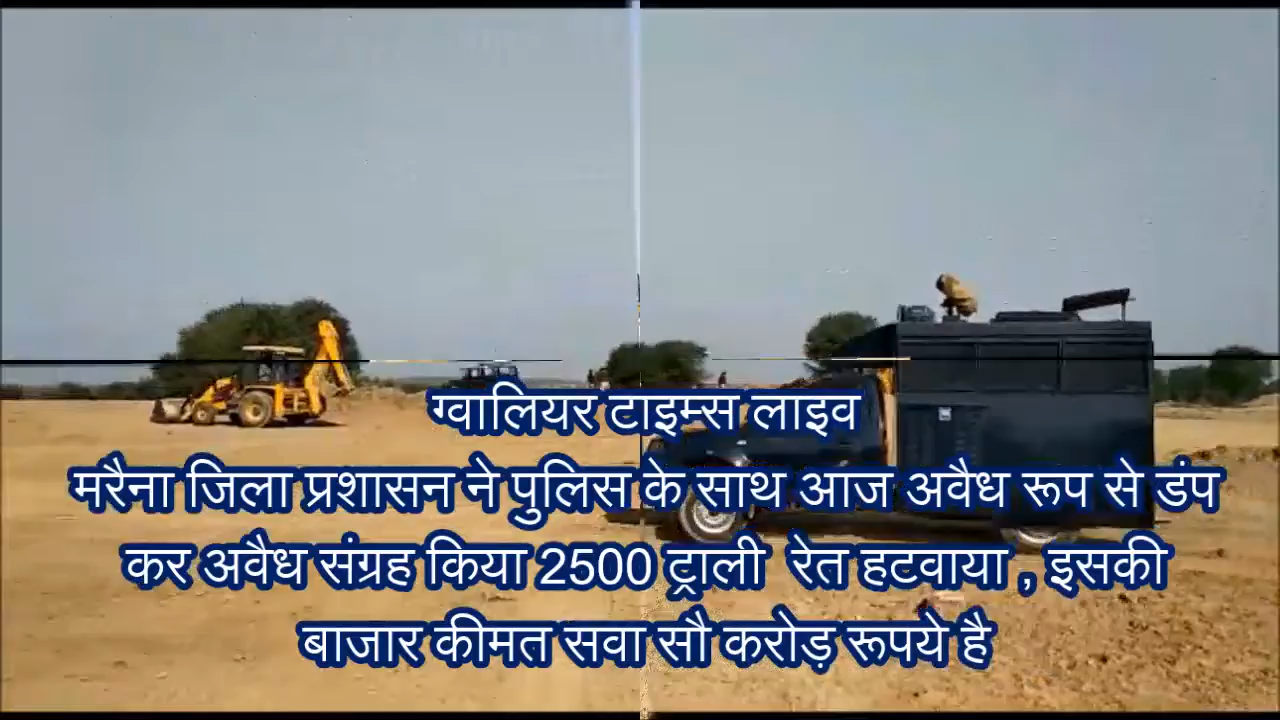 ग्वालियर टाइम्स लाइव
मरैना जिला प्रशासन ने पुलिस के साथ आज अवैध रूप से डंप
कर अवैध संग्रह किया 2500 ट्राली रेत हटवाया , इसकी
बाजार कीमत सवा सौ करोड़ रूपये है